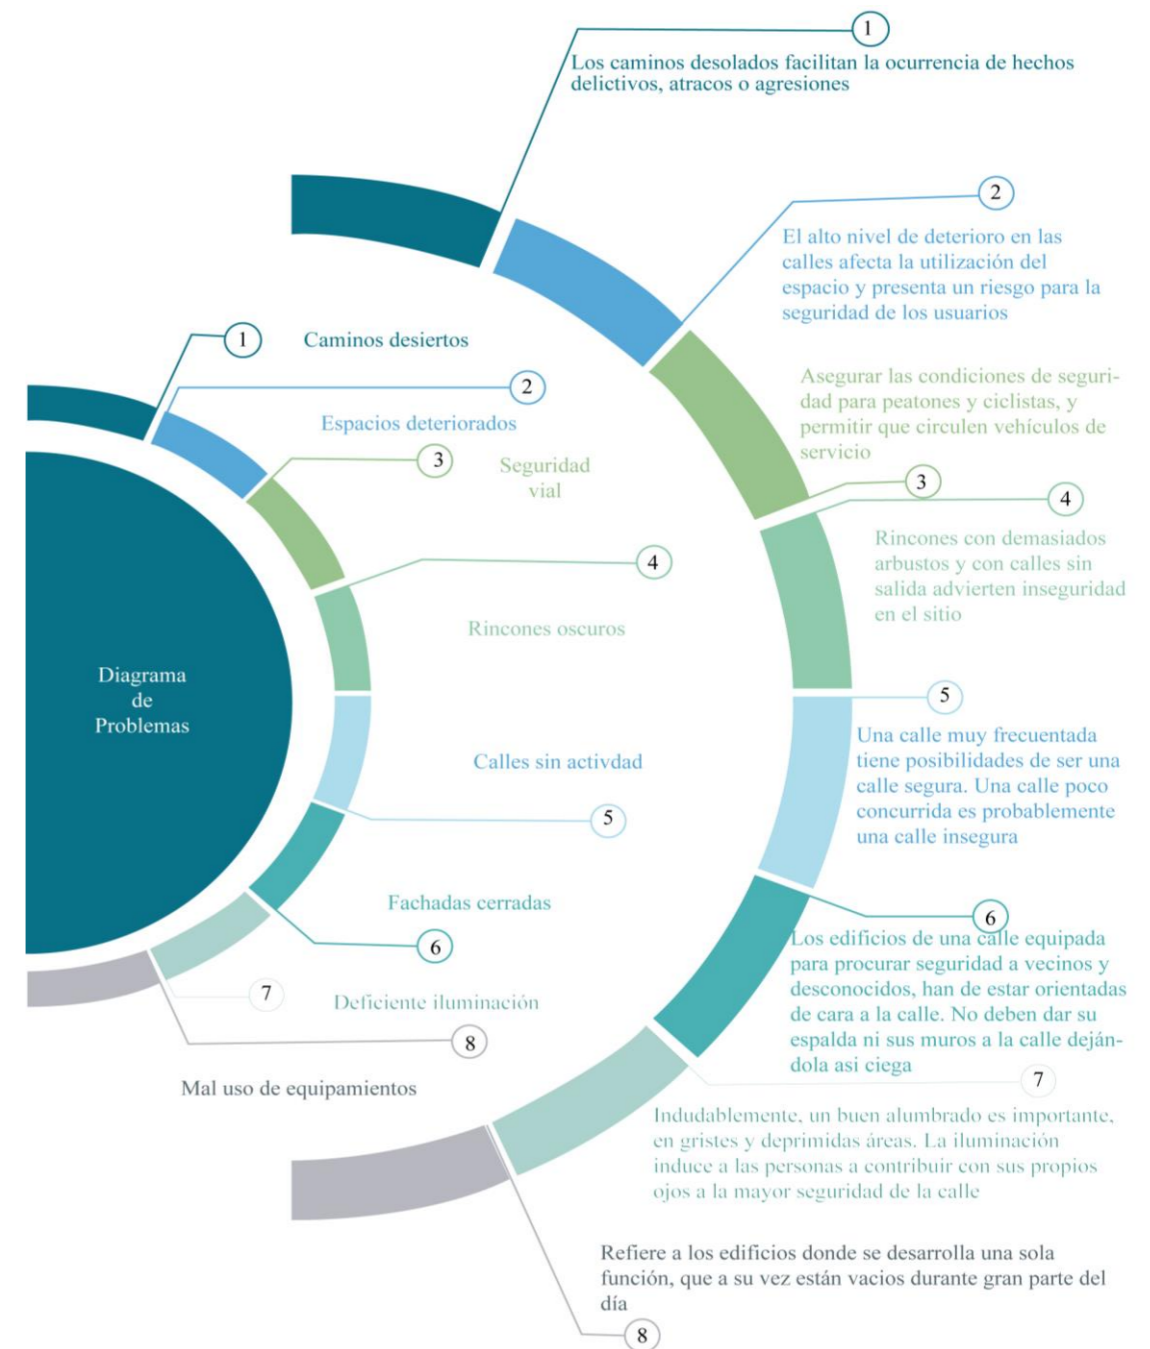 1
Los caminos desolados facilitan la ocurrencia de hechos
delictivos, atracos o agresiones
2
El alto nivel de deterioro en las
calles afecta la utilización del
espacio y presenta un riesgo para la
seguridad de los usuarios
1
Caminos desiertos
2
Espacios deteriorados
3
Seguridad
vial
Asegurar las condiciones de seguri-
dad para peatones y ciclistas, y
permitir que circulen vehículos de
servicio
3
4
Rincones con demasiados
arbustos y con calles sin
salida advierten inseguridad
en el sitio
4
Rincones oscuros
Diagrama
de
Problemas
5
Una calle muy frecuentada
tiene posibilidades de ser una
calle segura. Una calle poco
concurrida es probablemente
una calle insegura
Calles sin activdad
5
Fachadas cerradas
6
6
Los edificios de una calle equipada
para procurar seguridad a vecinos y
desconocidos, han de estar orientadas
de cara a la calle. No deben dar su
espalda ni sus muros a la calle deján-
dola asi ciega
7
Deficiente iluminación
8
Mal uso de equipamientos
7
Indudablemente, un buen alumbrado es importante,
en gristes y deprimidas áreas. La iluminación
induce a las personas a contribuir con sus propios
ojos a la mayor seguridad de la calle
Refiere a los edificios donde se desarrolla una sola
función, que a su vez están vacios durante gran parte del
día
8